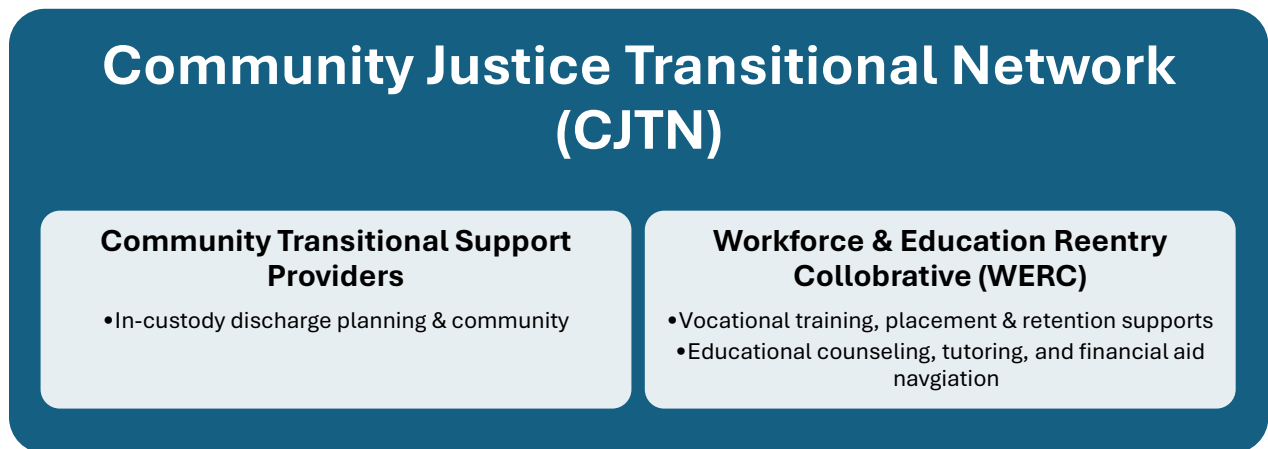 Community Justice Transitional Network
(CJTN)
Community Transitional Support
Providers
•In-custody discharge planning & community
Workforce & Education Reentry
Collobrative (WERC)
•Vocational training, placement & retention supports
•Educational counseling, tutoring, and financial aid
navgiation